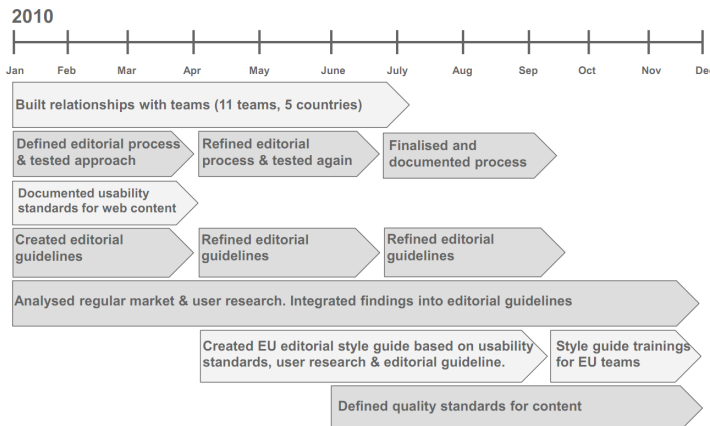 2010
Jan Feb Mar Apr May June July Aug Sep Oct Nov De
Built relationships with teams (11 teams, 5 countries)
Defined editorial process
& tested approach
Refined editorial
process & tested again
Finalised and
documented process
Documented usability
standards for web content
Created editorial
guidelines
Refined editorial
guidelines
Refined editorial
guidelines
Analysed regular market & user research. Integrated findings into editorial guidelines
Created EU editorial style guide based on usability
standards, user research & editorial guideline.
Style guide trainings
for EU teams
Defined quality standards for content